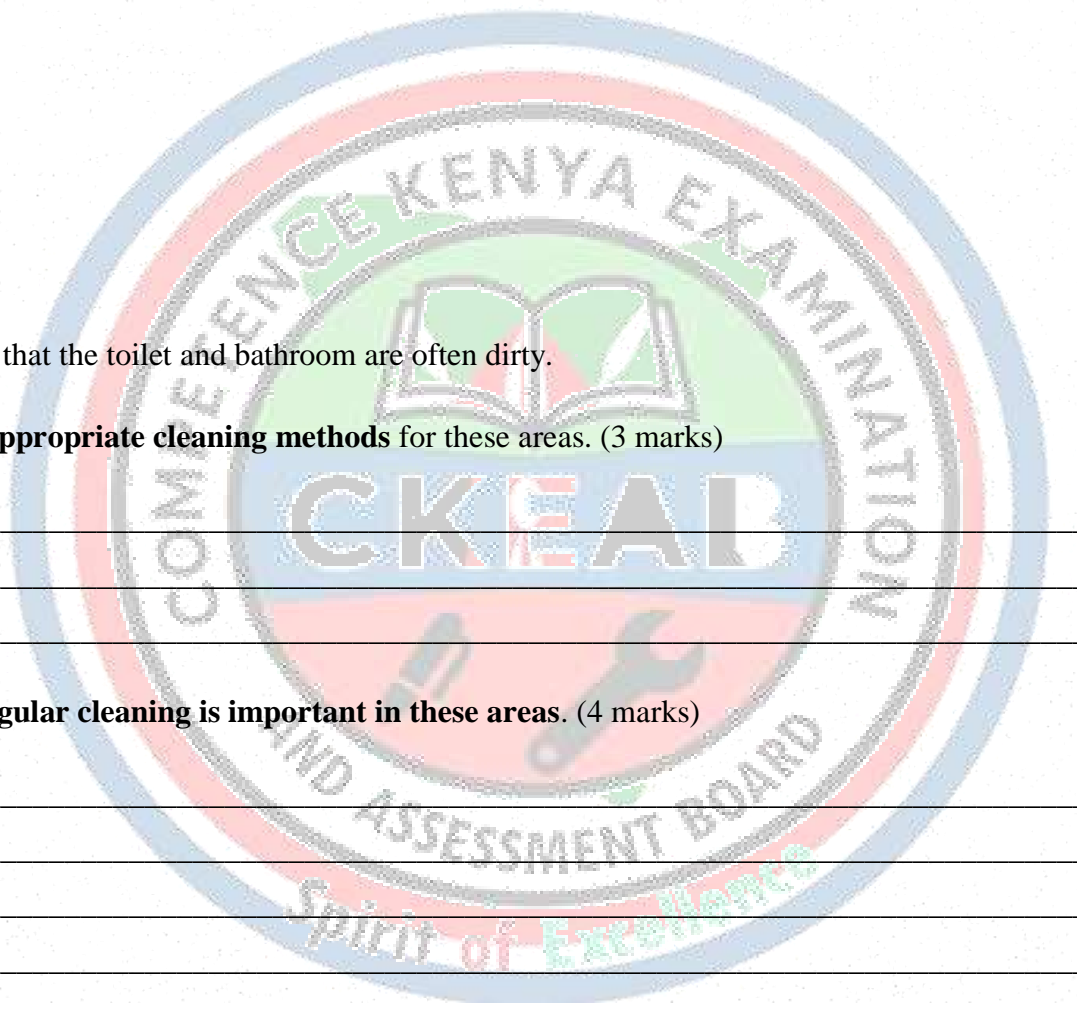 COMPETENCE KENYA EXAMINATION
that the toilet and bathroom are often dirty.
ppropriate cleaning methods for these areas. (3 marks)
CKEAB
gular cleaning is important in these areas. (4 marks)
AND ASSESSMENT BOARD
Spirit of Excellence